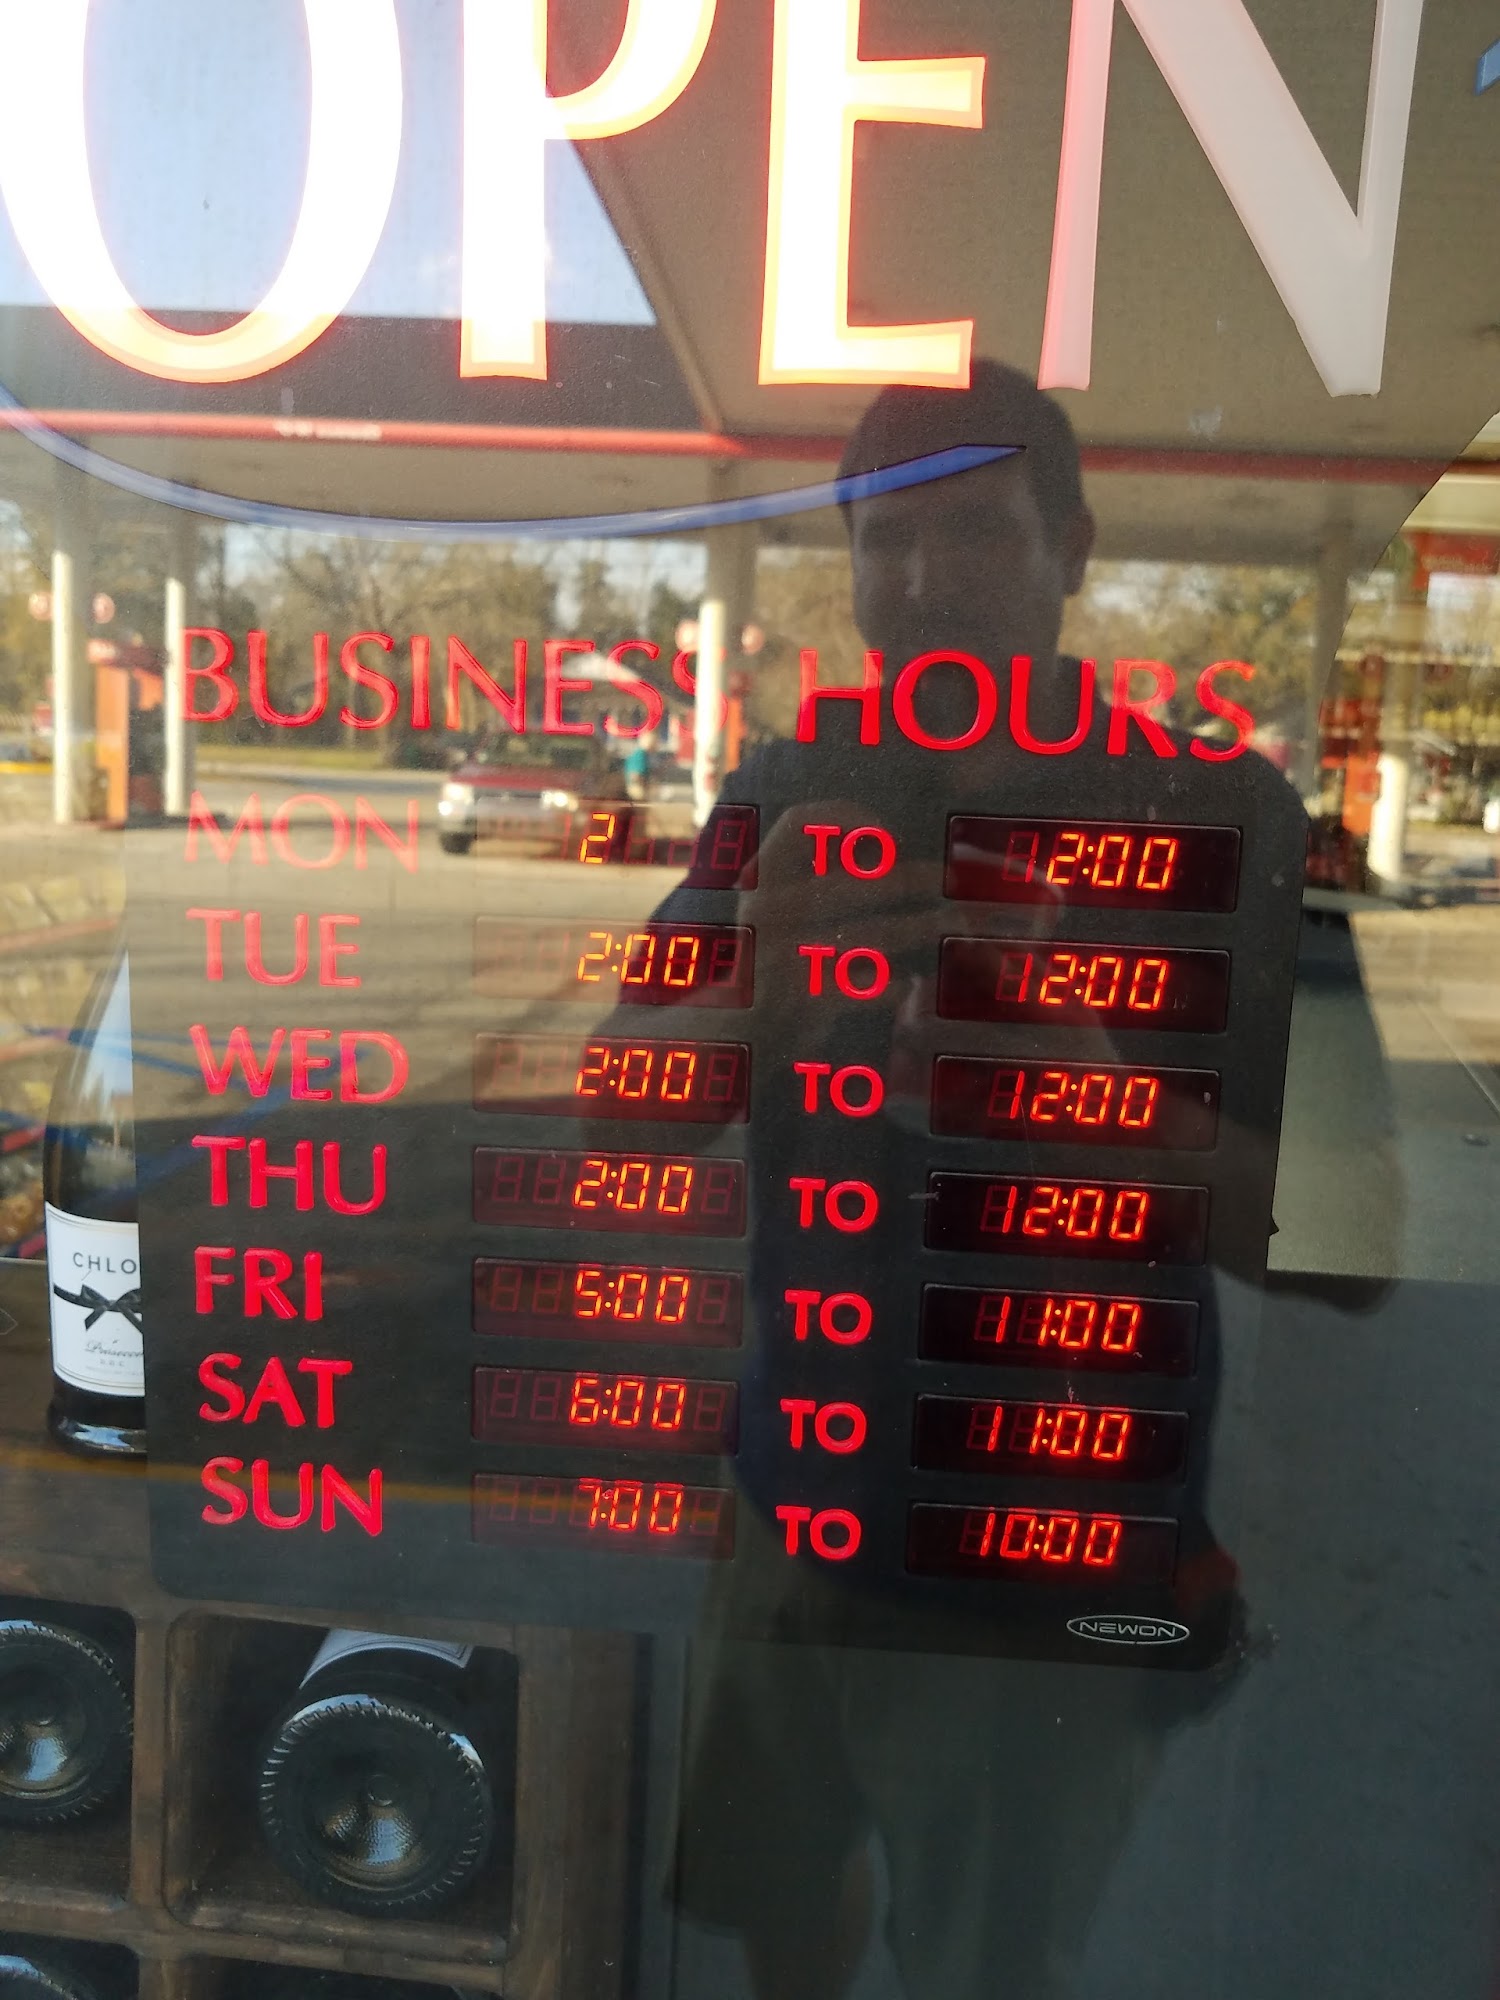 OPEN
BUSINESS HOURS
MON 2 TO 12:00
TUE 2:00 TO 12:00
WED 2:00 TO 12:00
THU 2:00 TO 12:00
FRI 5:00 TO 11:00
SAT 6:00 TO 11:00
SUN 7:00 TO 10:00
NEWON
CHLO
Prosecco
D.O.C.